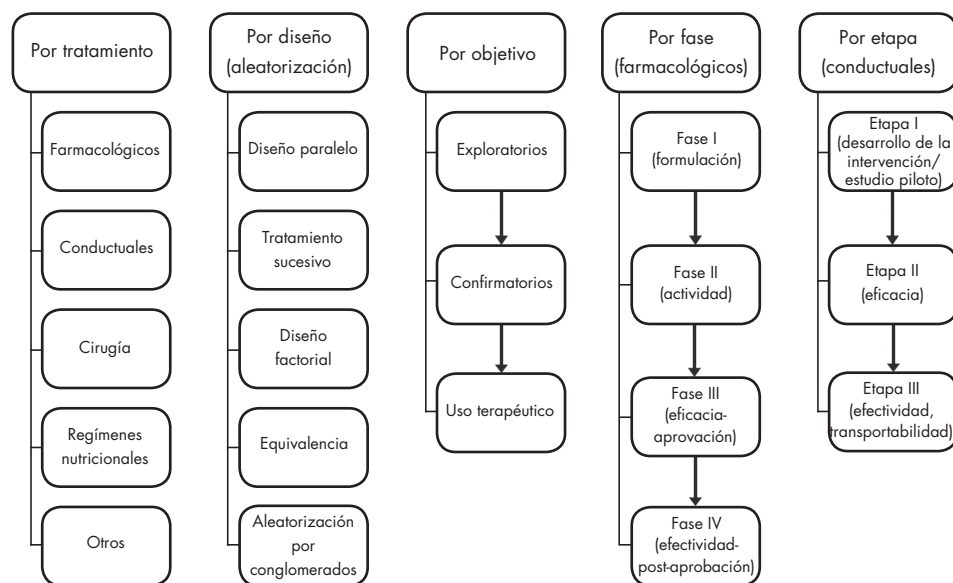 Por tratamiento
Farmacológicos
Conductuales
Cirugía
Regímenes
nutricionales
Otros
Por diseño
(aleatorización)
Diseño paralelo
Tratamiento
sucesivo
Diseño
factorial
Equivalencia
Aleatorización
por
conglomerados
Por objetivo
Exploratorios
Confirmatorios
Uso terapéutico
Por fase
(farmacológicos)
Fase I
(formulación)
Fase II
(actividad)
Fase III
(eficacia-
aprovación)
Fase IV
(efectividad-
post-aprobación)
Por etapa
(conductuales)
Etapa I
(desarrollo de la
intervención/
estudio piloto)
Etapa II
(eficacia)
Etapa III
(efectividad,
transportabilidad)